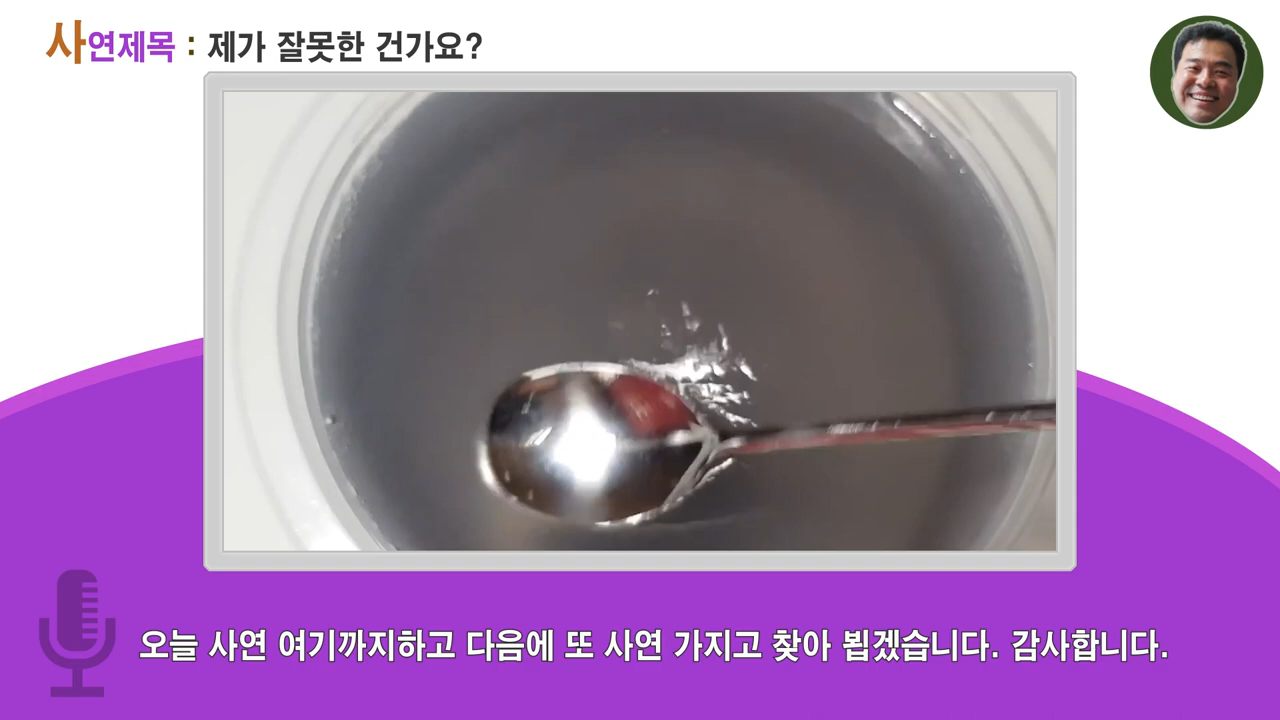 사연제목 : 제가 잘못한 건가요?
오늘 사연 여기까지하고 다음에 또 사연 가지고 찾아 뵙겠습니다. 감사합니다.